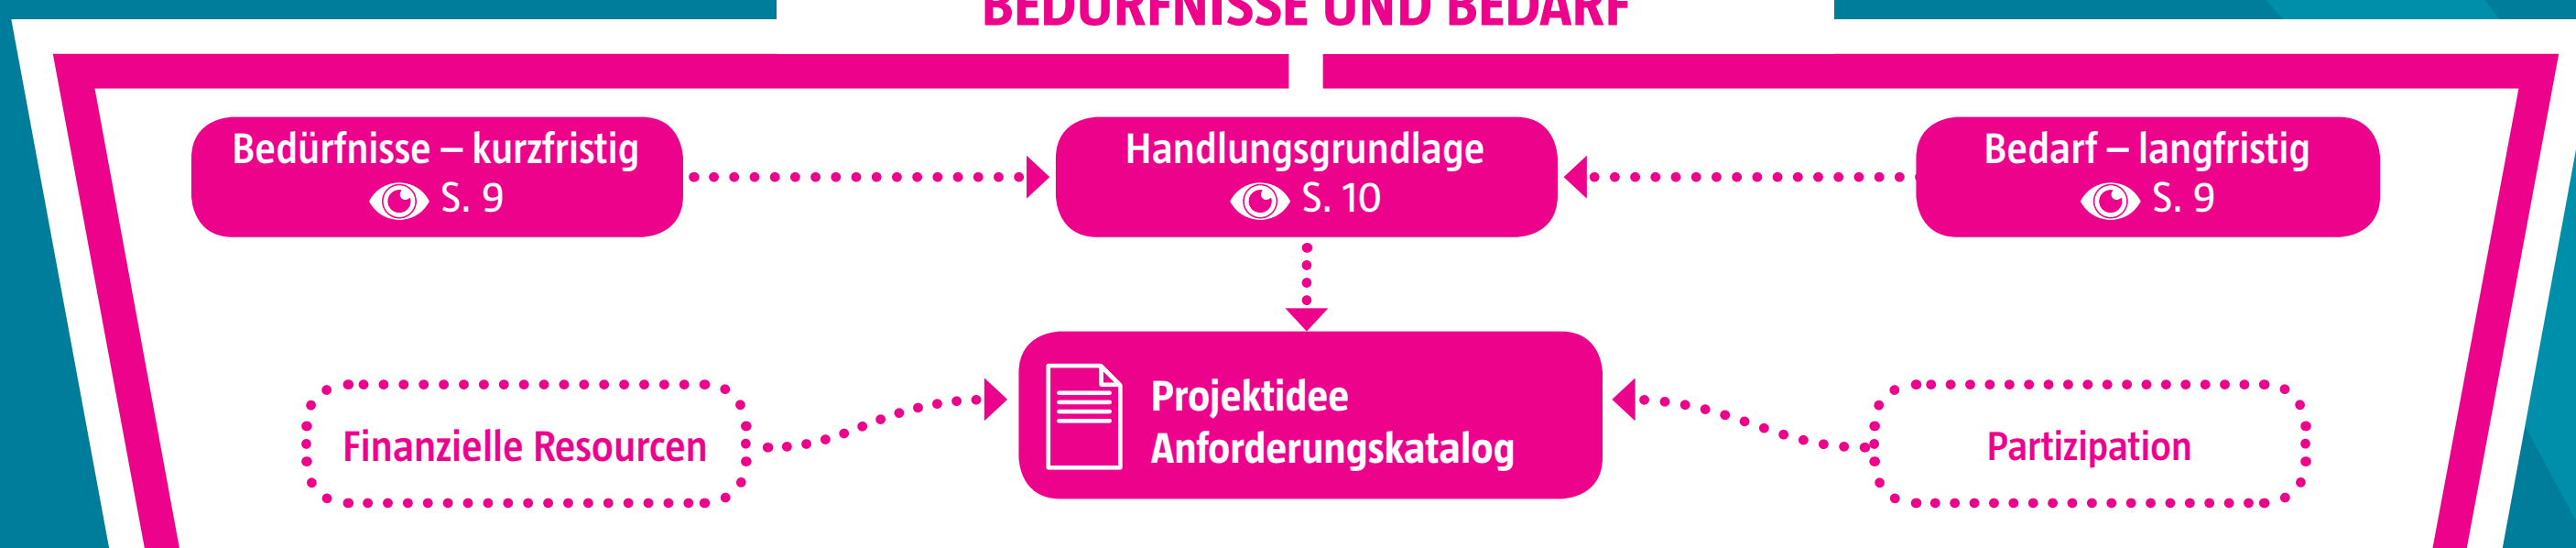 BEDÜRFNISSE UND BEDARF
Bedürfnisse – kurzfristig
S. 9
Handlungsgrundlage
S. 10
Bedarf – langfristig
S. 9
Projektidee
Anforderungskatalog
Finanzielle Resourcen
Partizipation